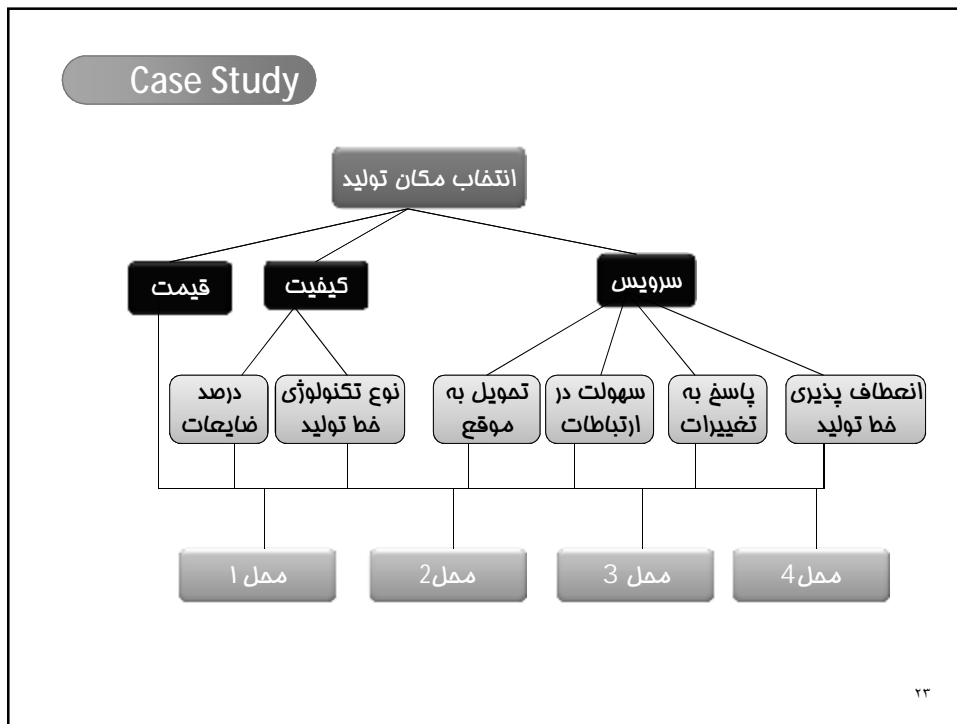 Case Study
انتخاب مکان تولید
سرویس
کیفیت
قیمت
انعطاف پذیری
خط تولید
پاسخ به
تغییرات
سهولت در
ارتباطات
تحویل به
موقع
نوع تکنولوژی
خط تولید
درصد
ضایعات
محل ۱
محل2
محل 3
محل4
۲۳